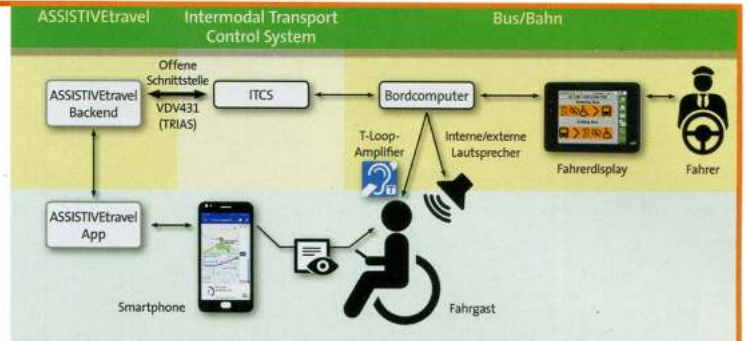 ASSISTIVEtravel
Intermodal Transport
Control System
Bus/Bahn
Offene
Schnittstelle
VDV431
(TRIAS)
ASSISTIVEtravel
Backend
ITCS
Bordcomputer
T-Loop-
Amplifier
T
Interne/externe
Lautsprecher
Fahrerdisplay
Fahrer
ASSISTIVEtravel
App
Smartphone
Fahrgast